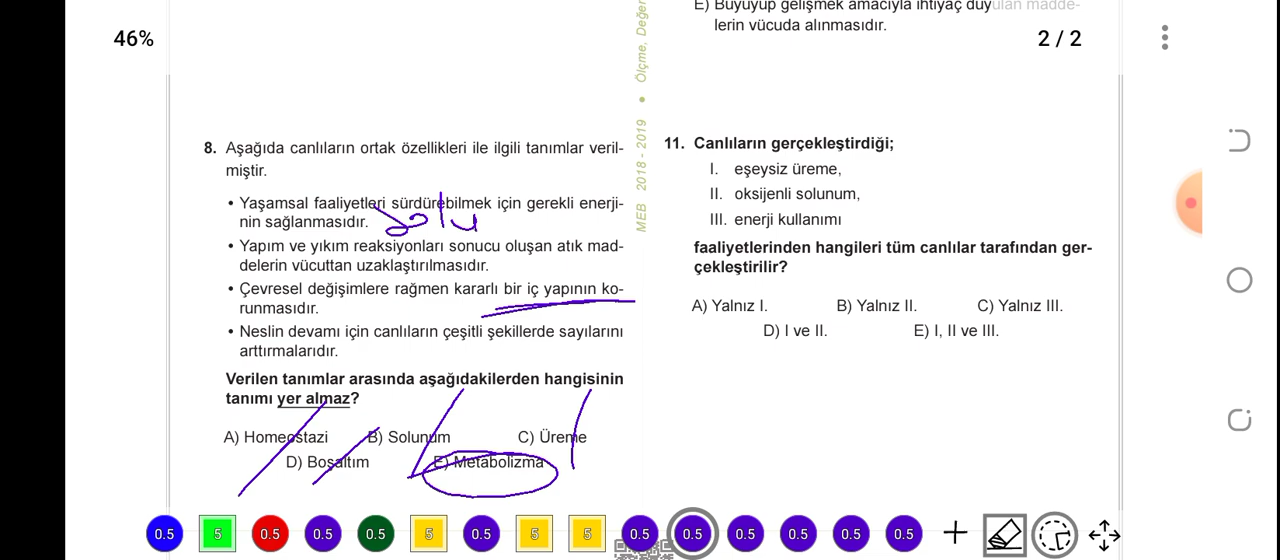 E) Büyüyüp gelişmek amacıyla ihtiyaç duyulan madde-
lerin vücuda alınmasıdır.
46%
2 / 2
MEB 2018 - 2019 • Ölçme, Değer
8. Aşağıda canlıların ortak özellikleri ile ilgili tanımlar veril-
miştir.
• Yaşamsal faaliyetleri sürdürebilmek için gerekli enerji-
nin sağlanmasıdır.
solu
• Yapım ve yıkım reaksiyonları sonucu oluşan atık mad-
delerin vücuttan uzaklaştırılmasıdır.
• Çevresel değişimlere rağmen kararlı bir iç yapının ko-
runmasıdır.
• Neslin devamı için canlıların çeşitli şekillerde sayılarını
arttırmalarıdır.
Verilen tanımlar arasında aşağıdakilerden hangisinin
tanımı yer almaz?
A) Homeostazi B) Solunum C) Üreme
D) Boşaltım E) Metabolizma
11. Canlıların gerçekleştirdiği;
I. eşeysiz üreme,
II. oksijenli solunum,
III. enerji kullanımı
faaliyetlerinden hangileri tüm canlılar tarafından ger-
çekleştirilir?
A) Yalnız I. B) Yalnız II. C) Yalnız III.
D) I ve II. E) I, II ve III.
0.5 5 0.5 0.5 0.5 5 0.5 5 5 0.5 0.5 0.5 0.5 0.5 0.5